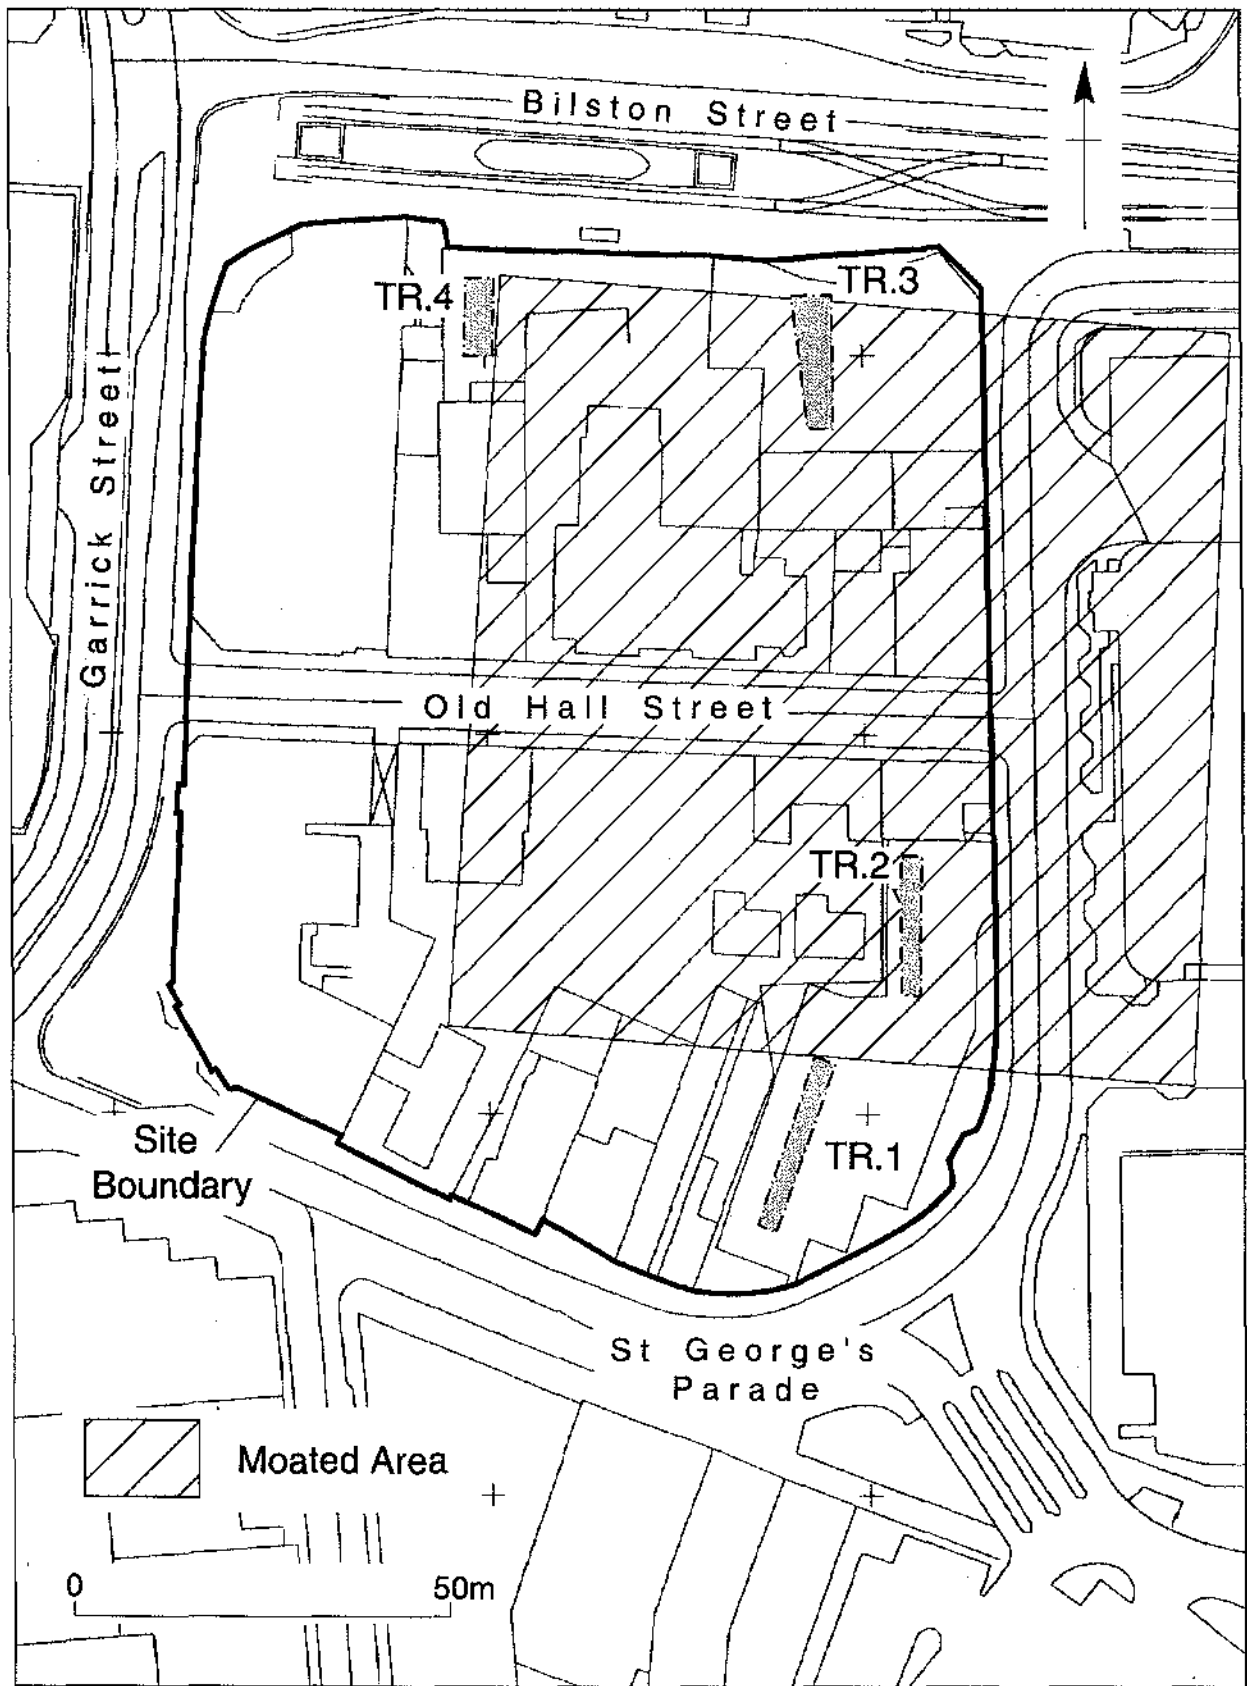 Bilston Street
TR.3
TR.4
Garrick Street
Old Hall Street
TR.2
TR.1
Site
Boundary
St George's
Parade
Moated Area
0 50m